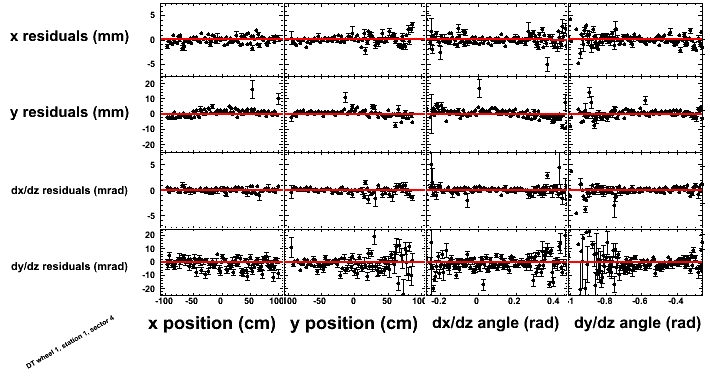 x residuals (mm)
5
0
-5
y residuals (mm)
20
10
0
-10
-20
dx/dz residuals (mrad)
5
0
-5
dy/dz residuals (mrad)
20
10
0
-10
-20
-100 -50 0 50 100 -50 0 50 100 -0.2 0 0.2 0.4 -1 -0.8 -0.6 -0.4
x position (cm) y position (cm) dx/dz angle (rad) dy/dz angle (rad)
DT wheel 1, station 1, sector 4